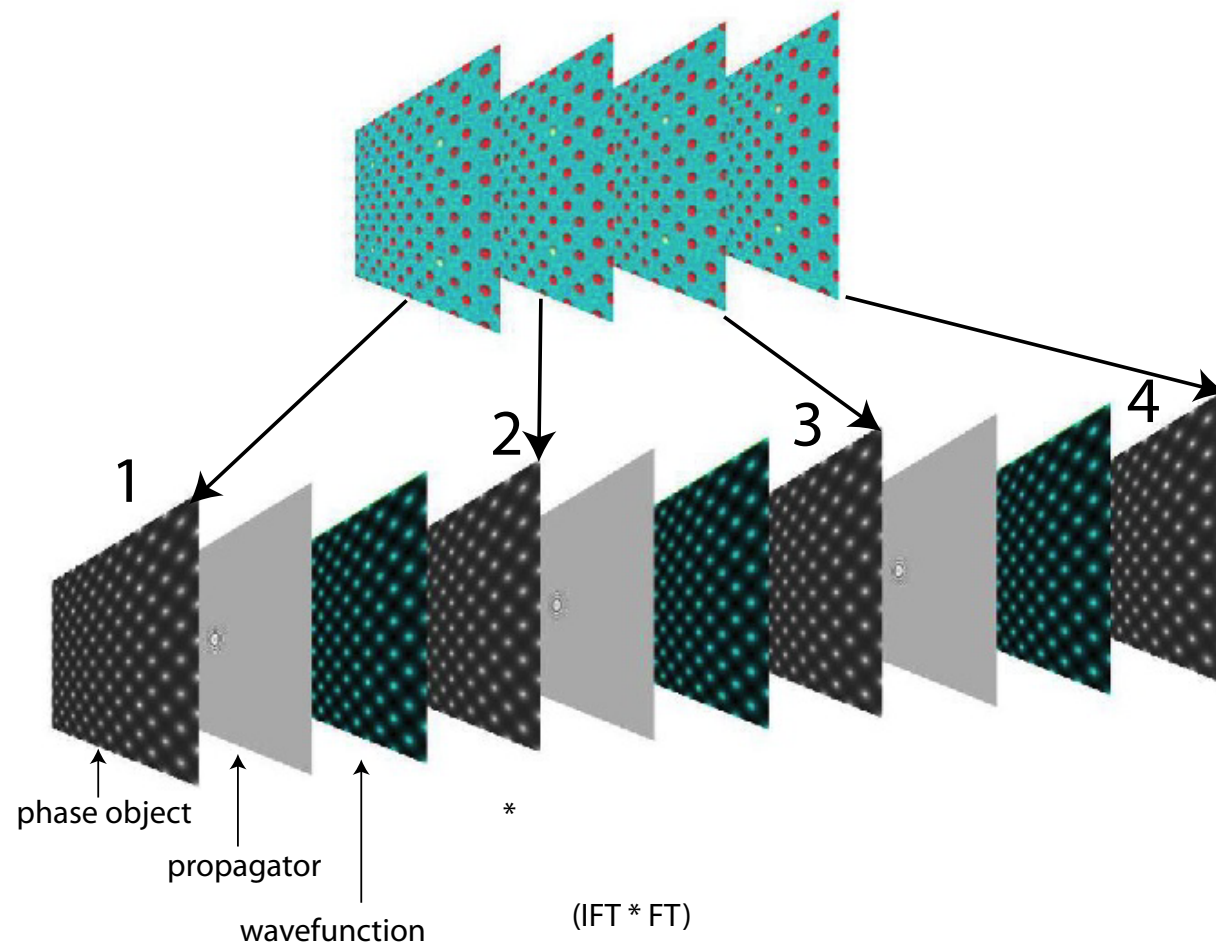 1
2
3
4
phase object
*
propagator
wavefunction
(IFT * FT)